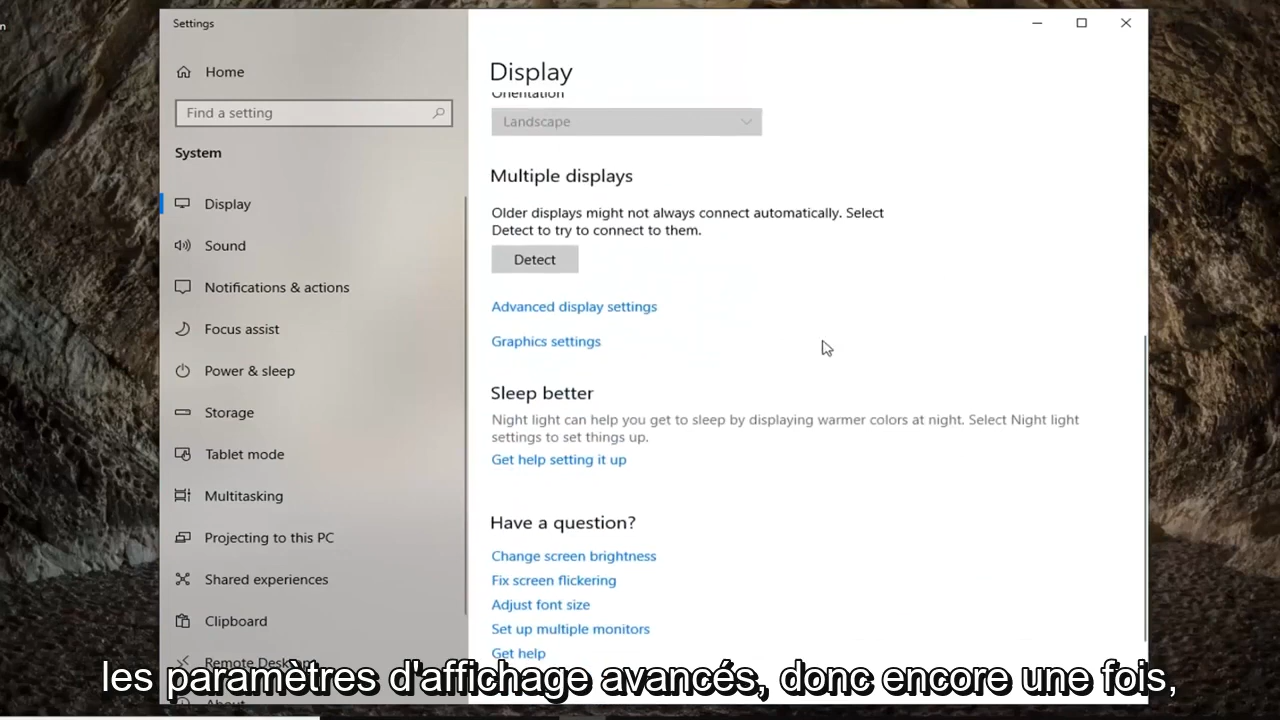 n
Settings
Home
Find a setting
System
Display
Sound
Notifications & actions
Focus assist
Power & sleep
Storage
Tablet mode
Multitasking
Projecting to this PC
Shared experiences
Clipboard
Remote Desktop
About
Display
Orientation
Landscape
Multiple displays
Older displays might not always connect automatically. Select
Detect to try to connect to them.
Detect
Advanced display settings
Graphics settings
Sleep better
Night light can help you get to sleep by displaying warmer colors at night. Select Night light
settings to set things up.
Get help setting it up
Have a question?
Change screen brightness
Fix screen flickering
Adjust font size
Set up multiple monitors
Get help
les paramètres d'affichage avancés, donc encore une fois,